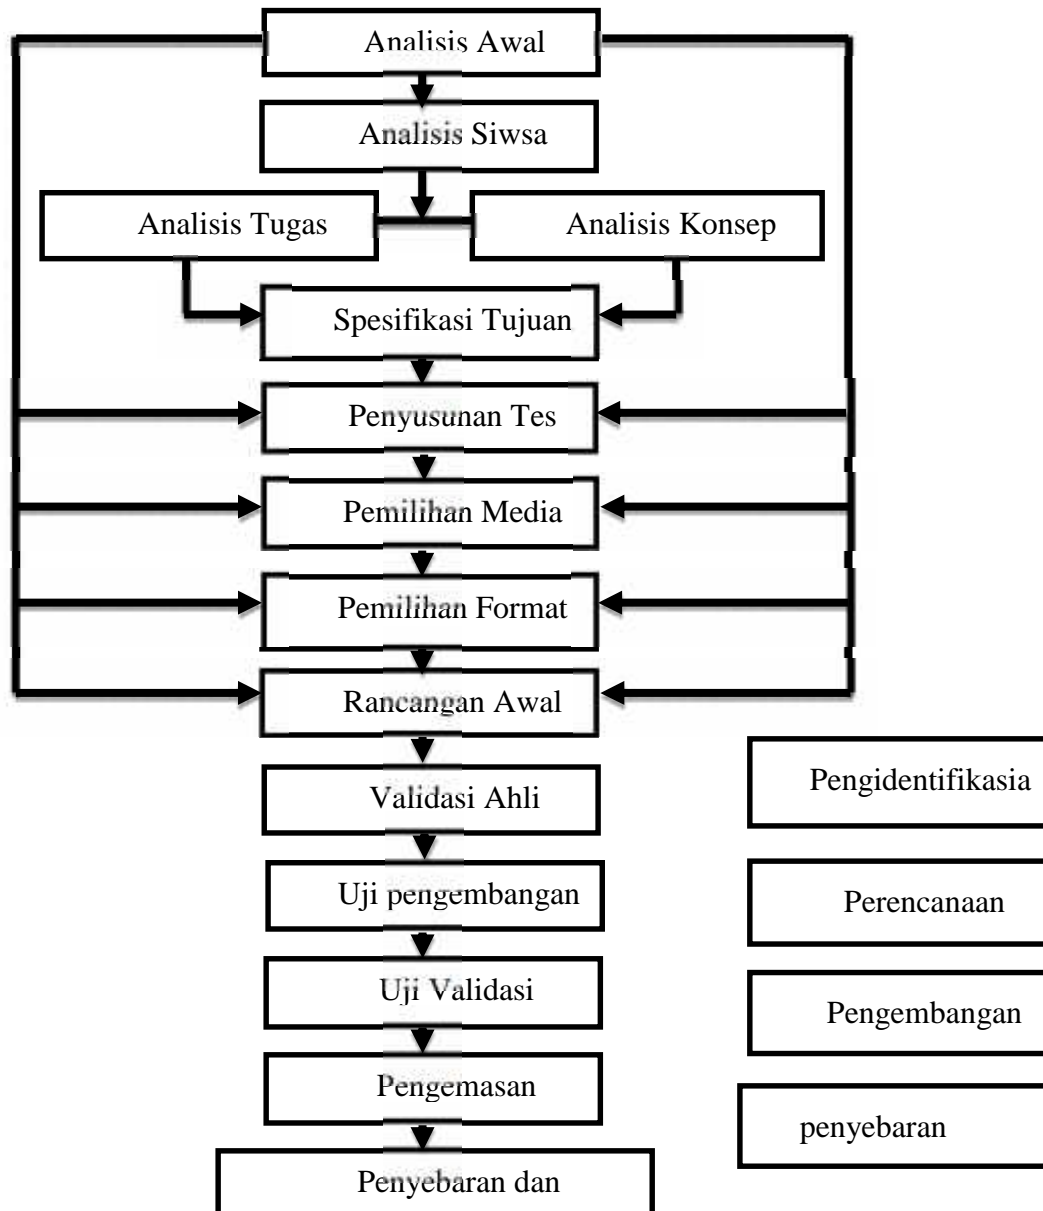 Analisis Awal
Analisis Siwsa
Analisis Tugas
Analisis Konsep
Spesifikasi Tujuan
Penyusunan Tes
Pemilihan Media
Pemilihan Format
Rancangan Awal
Validasi Ahli
Uji pengembangan
Uji Validasi
Pengemasan
Penyebaran dan
Pengidentifikasia
Perencanaan
Pengembangan
penyebaran